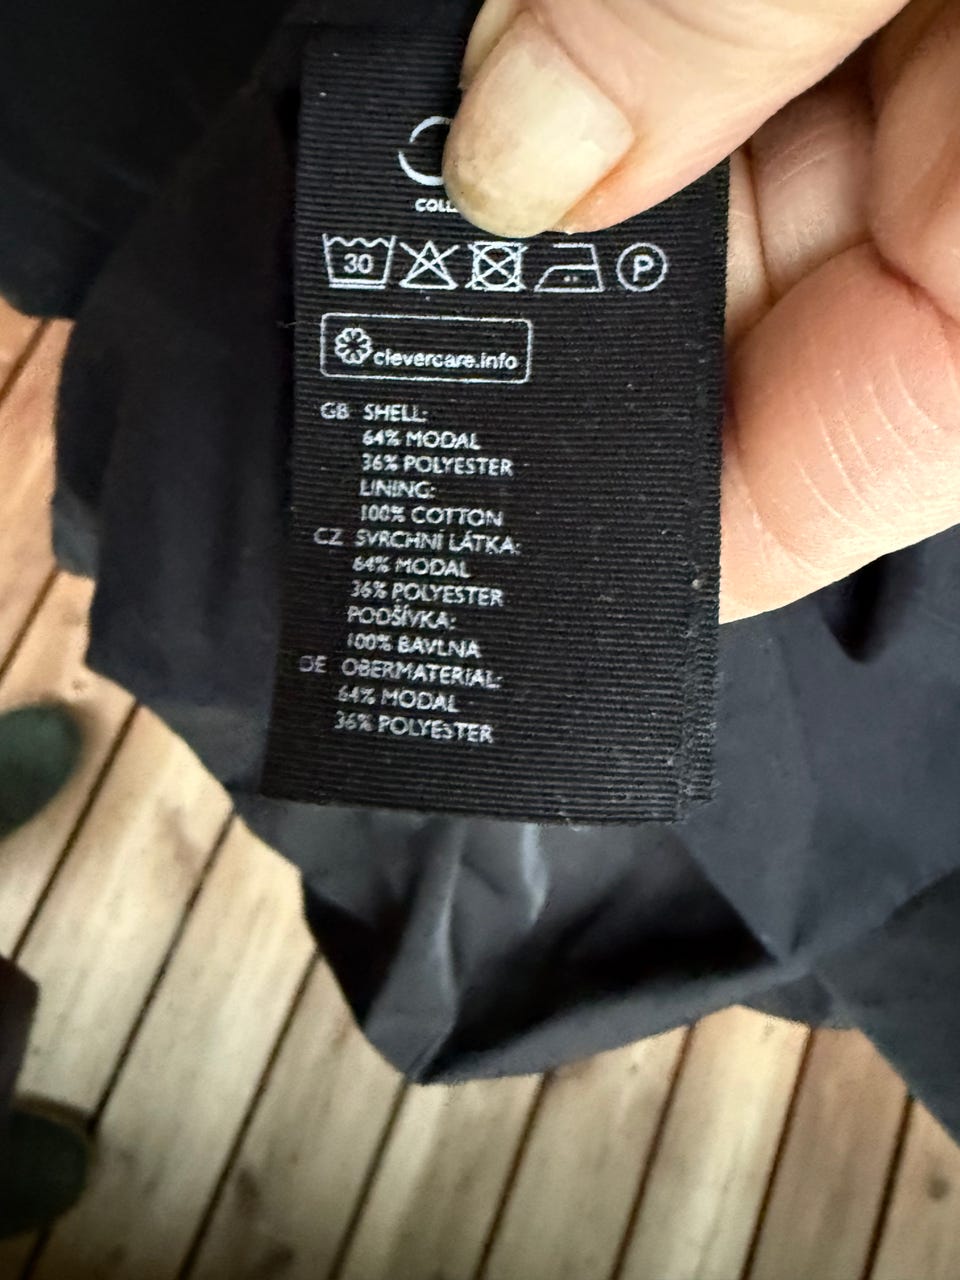 30
P
clevercare.info
GB SHELL:
64% MODAL
36% POLYESTER
LINING:
100% COTTON
CZ SVRCHNÍ LÁTKA:
64% MODAL
36% POLYESTER
PODŠÍVKA:
100% BAVLNA
DE OBERMATERIAL:
64% MODAL
36% POLYESTER